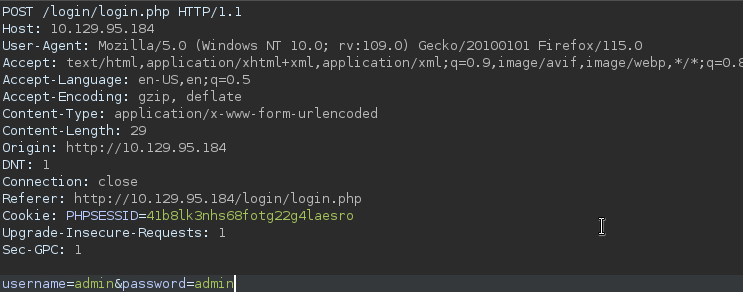 POST /login/login.php HTTP/1.1
Host: 10.129.95.184
User-Agent: Mozilla/5.0 (Windows NT 10.0; rv:109.0) Gecko/20100101 Firefox/115.0
Accept: text/html,application/xhtml+xml,application/xml;q=0.9,image/avif,image/webp,*/*;q=0.8
Accept-Language: en-US,en;q=0.5
Accept-Encoding: gzip, deflate
Content-Type: application/x-www-form-urlencoded
Content-Length: 29
Origin: http://10.129.95.184
DNT: 1
Connection: close
Referer: http://10.129.95.184/login/login.php
Cookie: PHPSESSID=41b8lk3nhs68fotg22g4laesro
Upgrade-Insecure-Requests: 1
Sec-GPC: 1
username=admin&password=admin